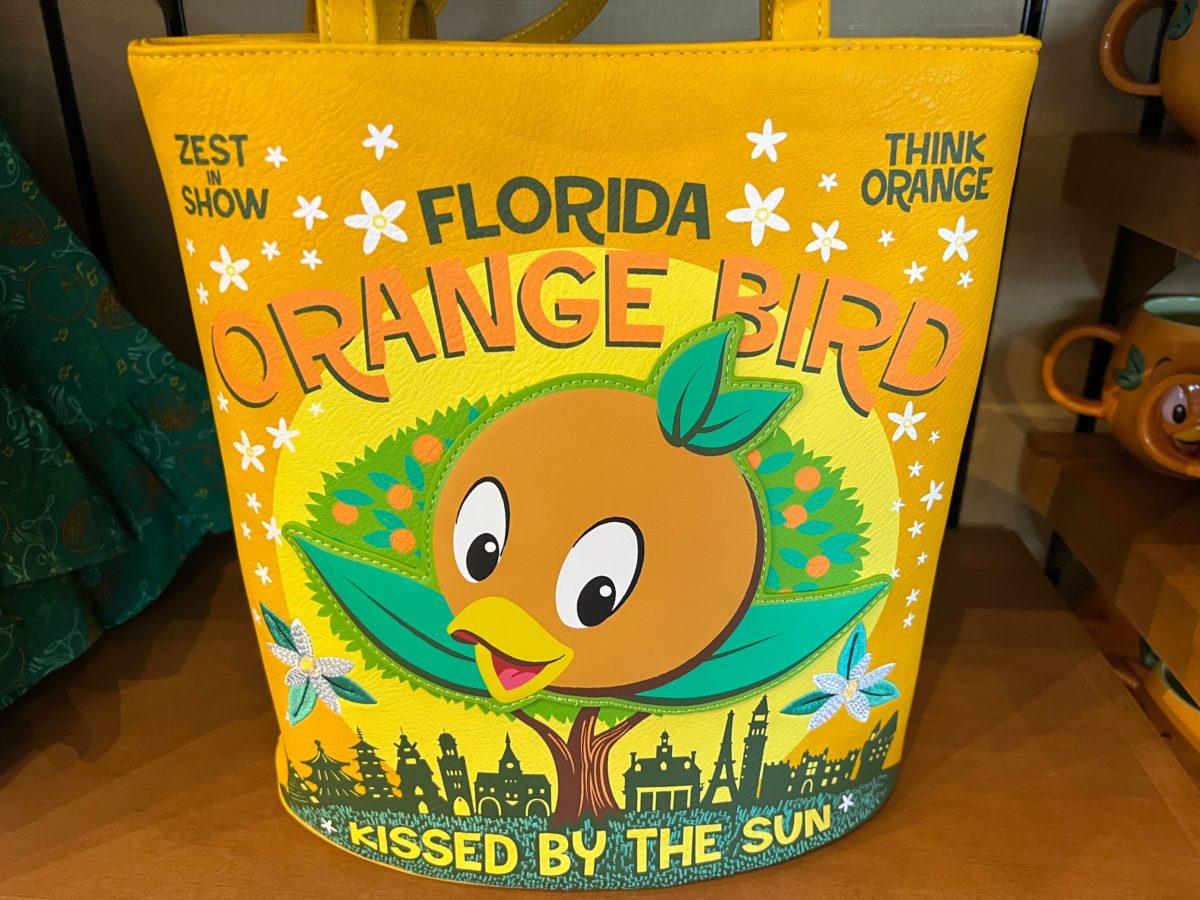 ZEST
IN
SHOW
THINK
ORANGE
FLORIDA
ORANGE BIRD
KISSED BY THE SUN